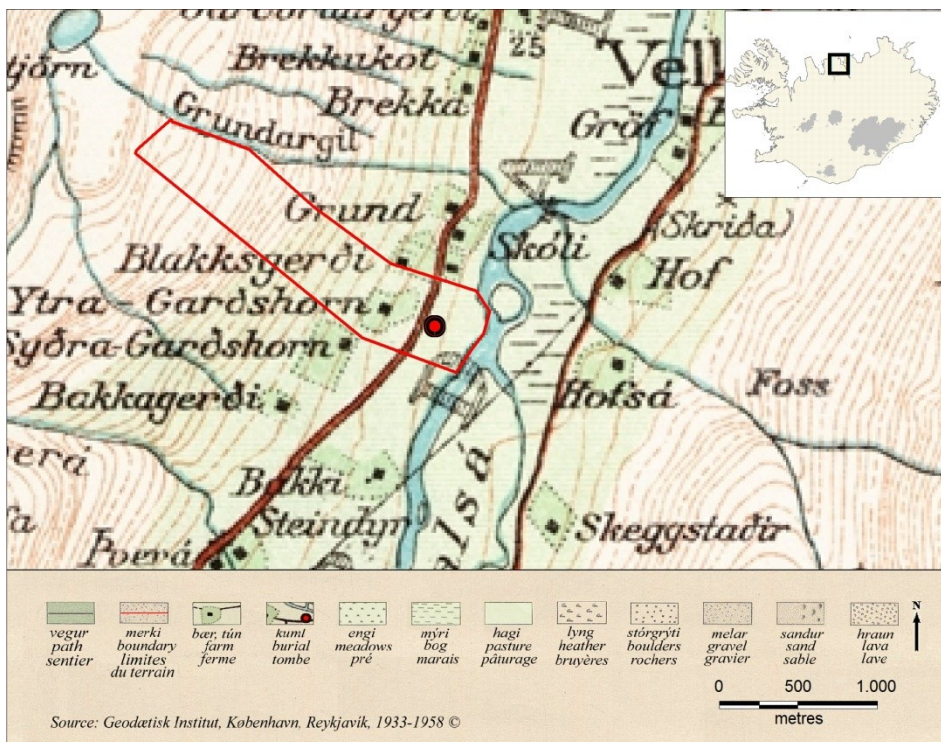 Brekkukot
25
Brekka
Grundargil
Gröf
Grund
Skóli
(Skriða)
Blakksgerði
Hof
Ytra-Garðshorn
Syðra-Garðshorn
Foss
Bakkagerði
Hofsá
Bakki
Steindyr
Skeggstaðir
Þverá
vegur
path
sentier
merki
boundary
limites
du terrain
bær, tún
farm
ferme
kuml
burial
tombe
engi
meadows
pré
mýri
bog
marais
hagi
pasture
pâturage
lyng
heather
bruyères
stórgrýti
boulders
rochers
melar
gravel
gravier
sandur
sand
sable
hraun
lava
lave
N
0 500 1.000
metres
Source: Geodætisk Institut, København. Reykjavík, 1933-1958 ©